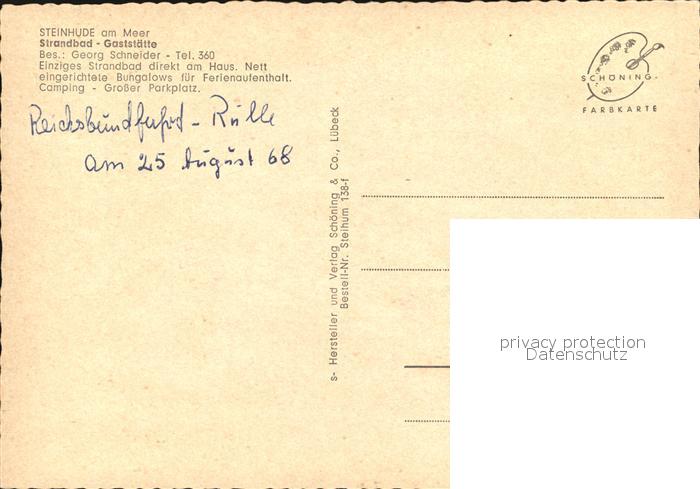 STEINHUDE am Meer
Strandbad - Gaststätte
Bes.: Georg Schneider - Tel. 360
Einziges Strandbad direkt am Haus. Nett
eingerichtete Bungalows für Ferienaufenthalt.
Camping - Großer Parkplatz.
Reichsbundfahrt - Rülle
am 25 August 68
s- Hersteller und Verlag Schöning & Co., Lübeck
Bestell-Nr. Steihum 138-f
SCHÖNING
FARBKARTE
privacy protection
Datenschutz